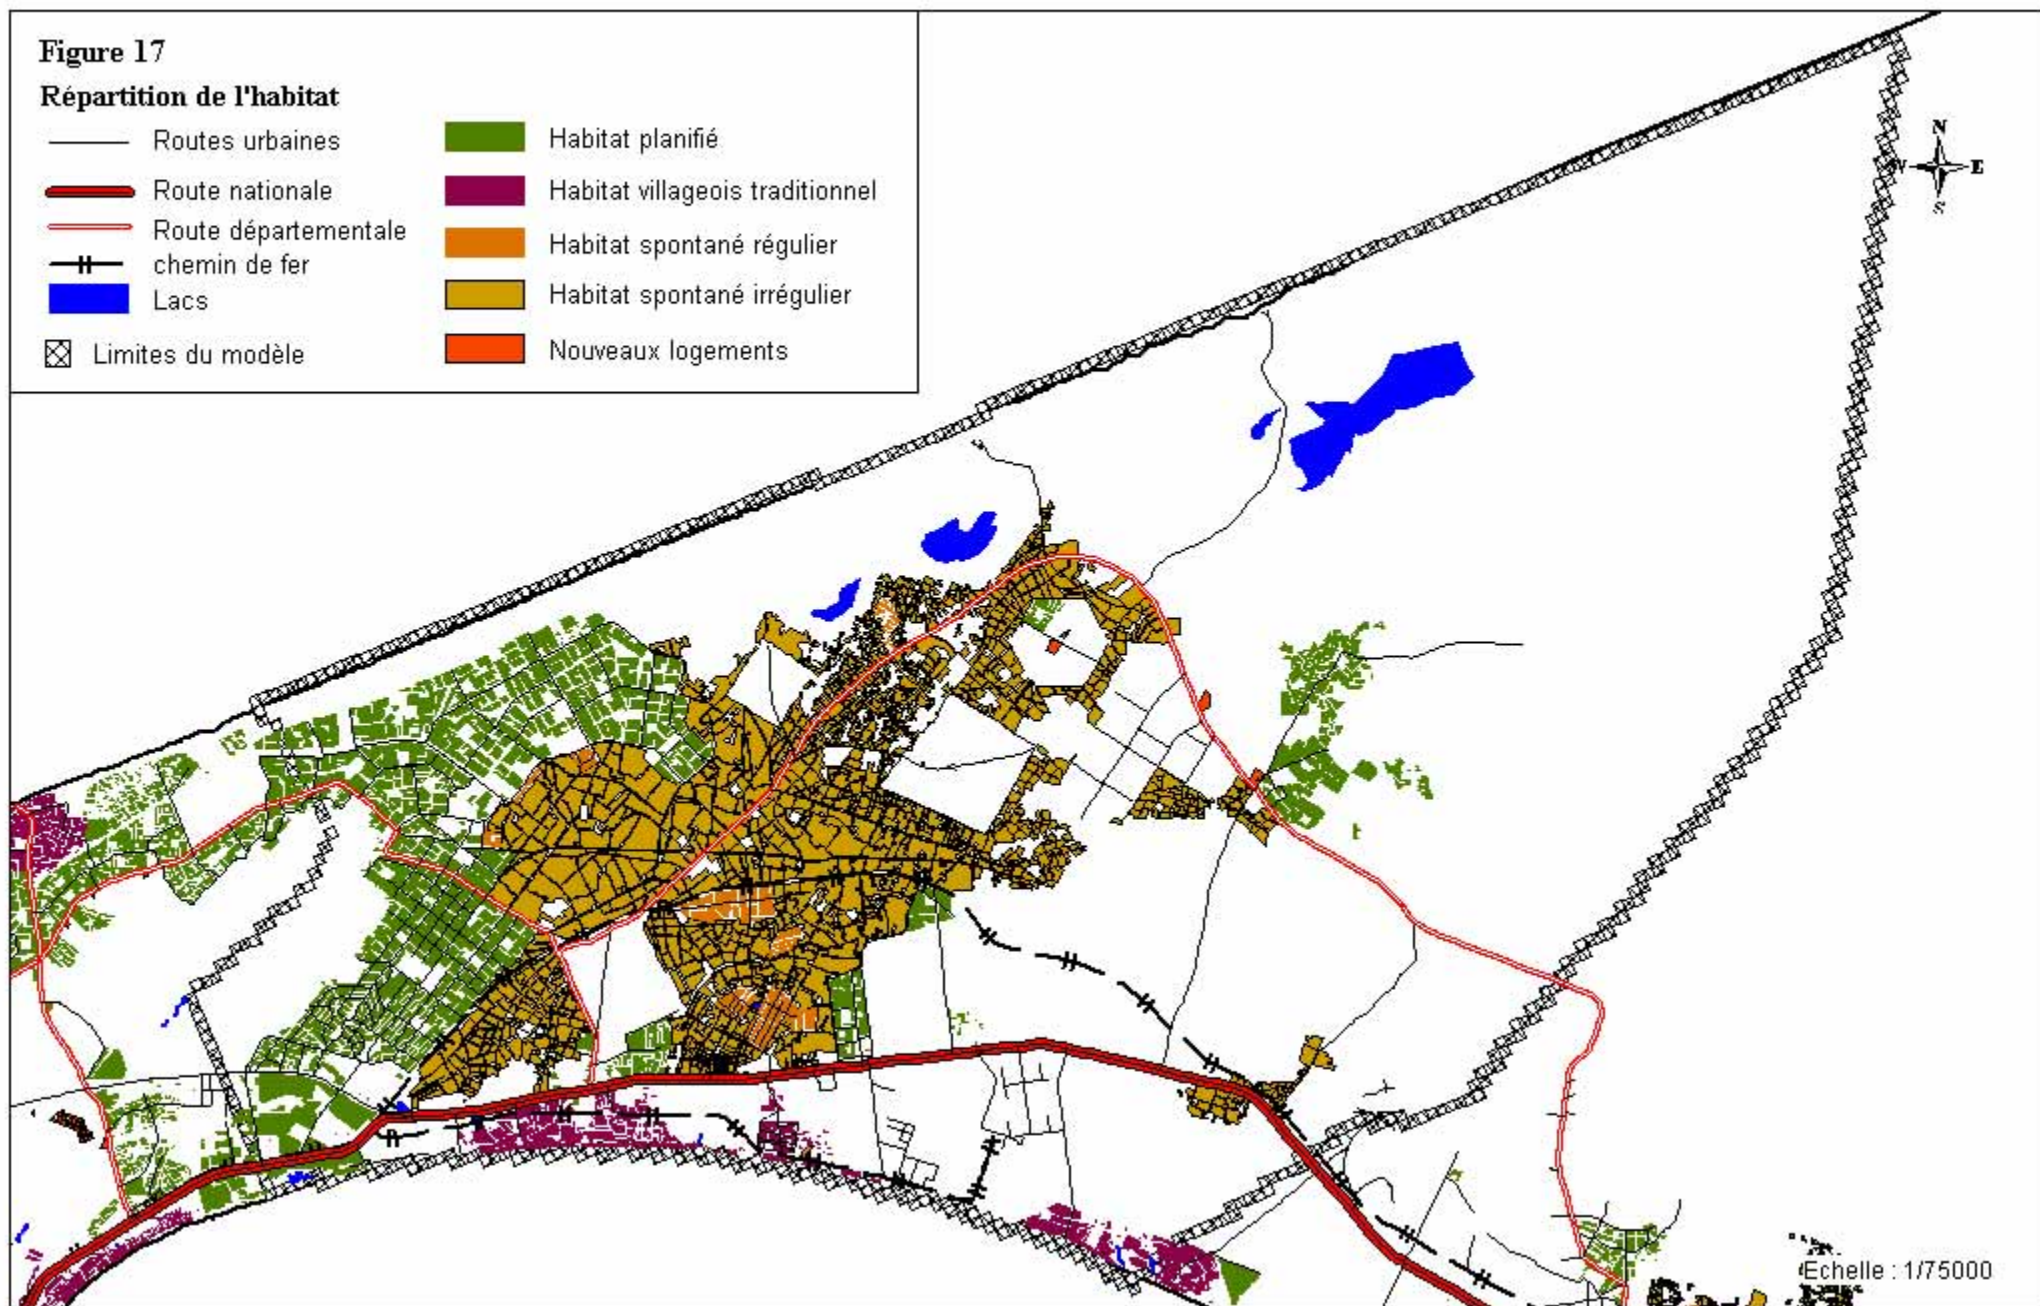 Figure 17
Répartition de l'habitat
Routes urbaines
Route nationale
Route départementale
chemin de fer
Lacs
Limites du modèle
Habitat planifié
Habitat villageois traditionnel
Habitat spontané régulier
Habitat spontané irrégulier
Nouveaux logements
N
W E
S
Echelle : 1/75000